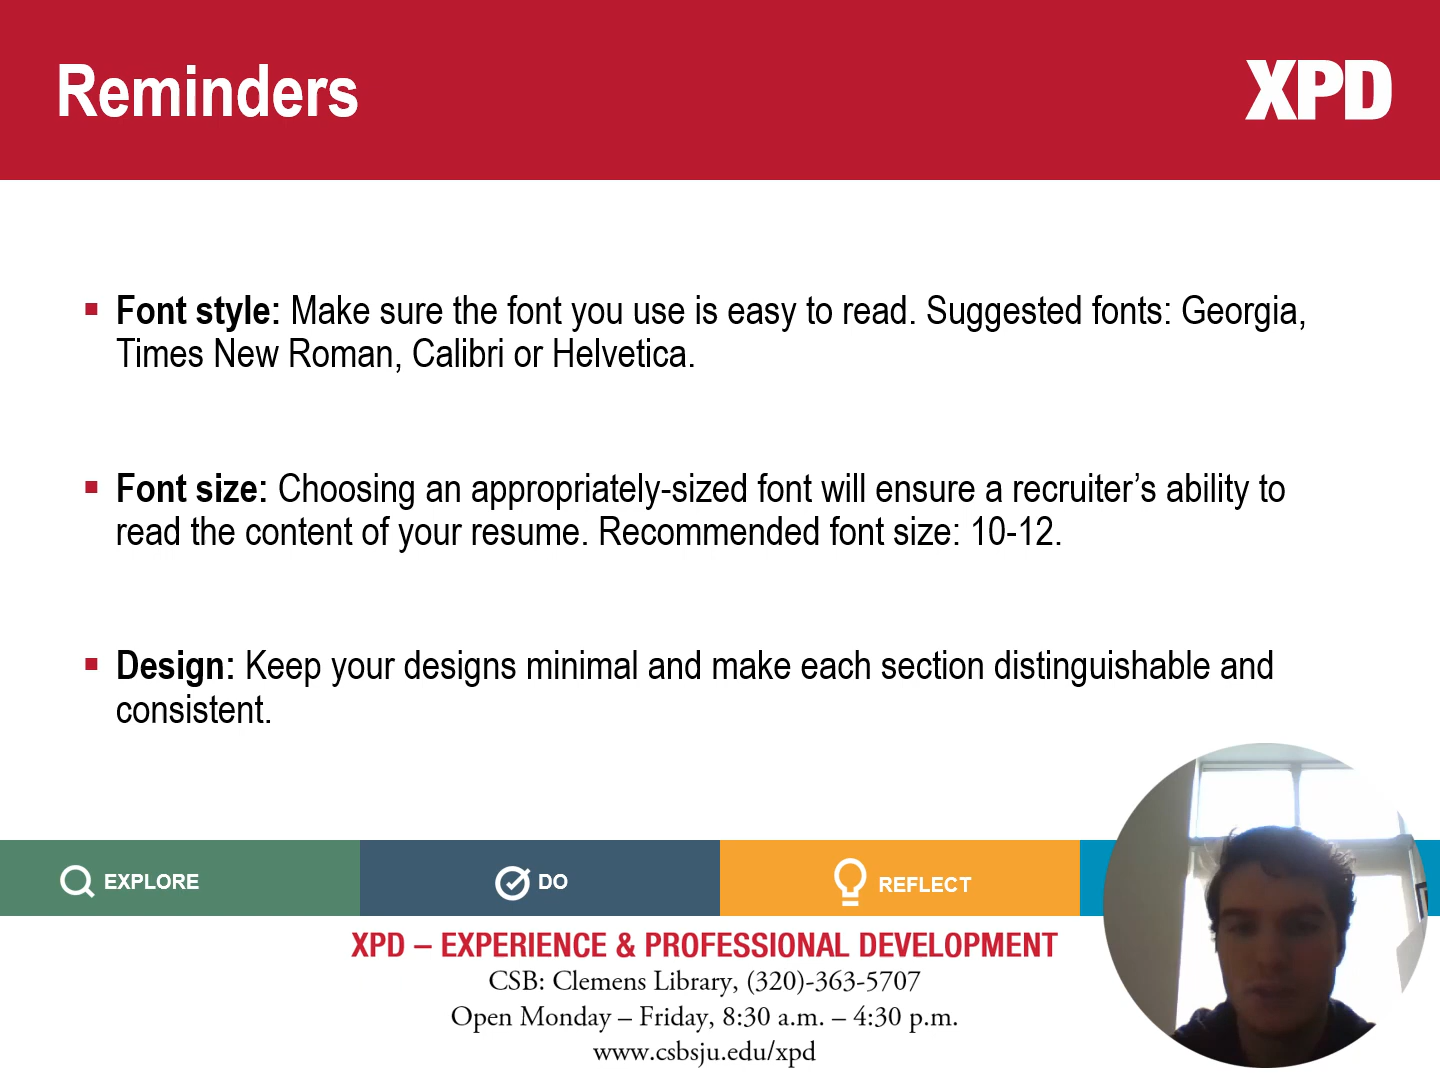 Reminders
XPD
Font style: Make sure the font you use is easy to read. Suggested fonts: Georgia,
Times New Roman, Calibri or Helvetica.
Font size: Choosing an appropriately-sized font will ensure a recruiter’s ability to
read the content of your resume. Recommended font size: 10-12.
Design: Keep your designs minimal and make each section distinguishable and
consistent.
EXPLORE
DO
REFLECT
XPD – EXPERIENCE & PROFESSIONAL DEVELOPMENT
CSB: Clemens Library, (320)-363-5707
Open Monday – Friday, 8:30 a.m. – 4:30 p.m.
www.csbsju.edu/xpd